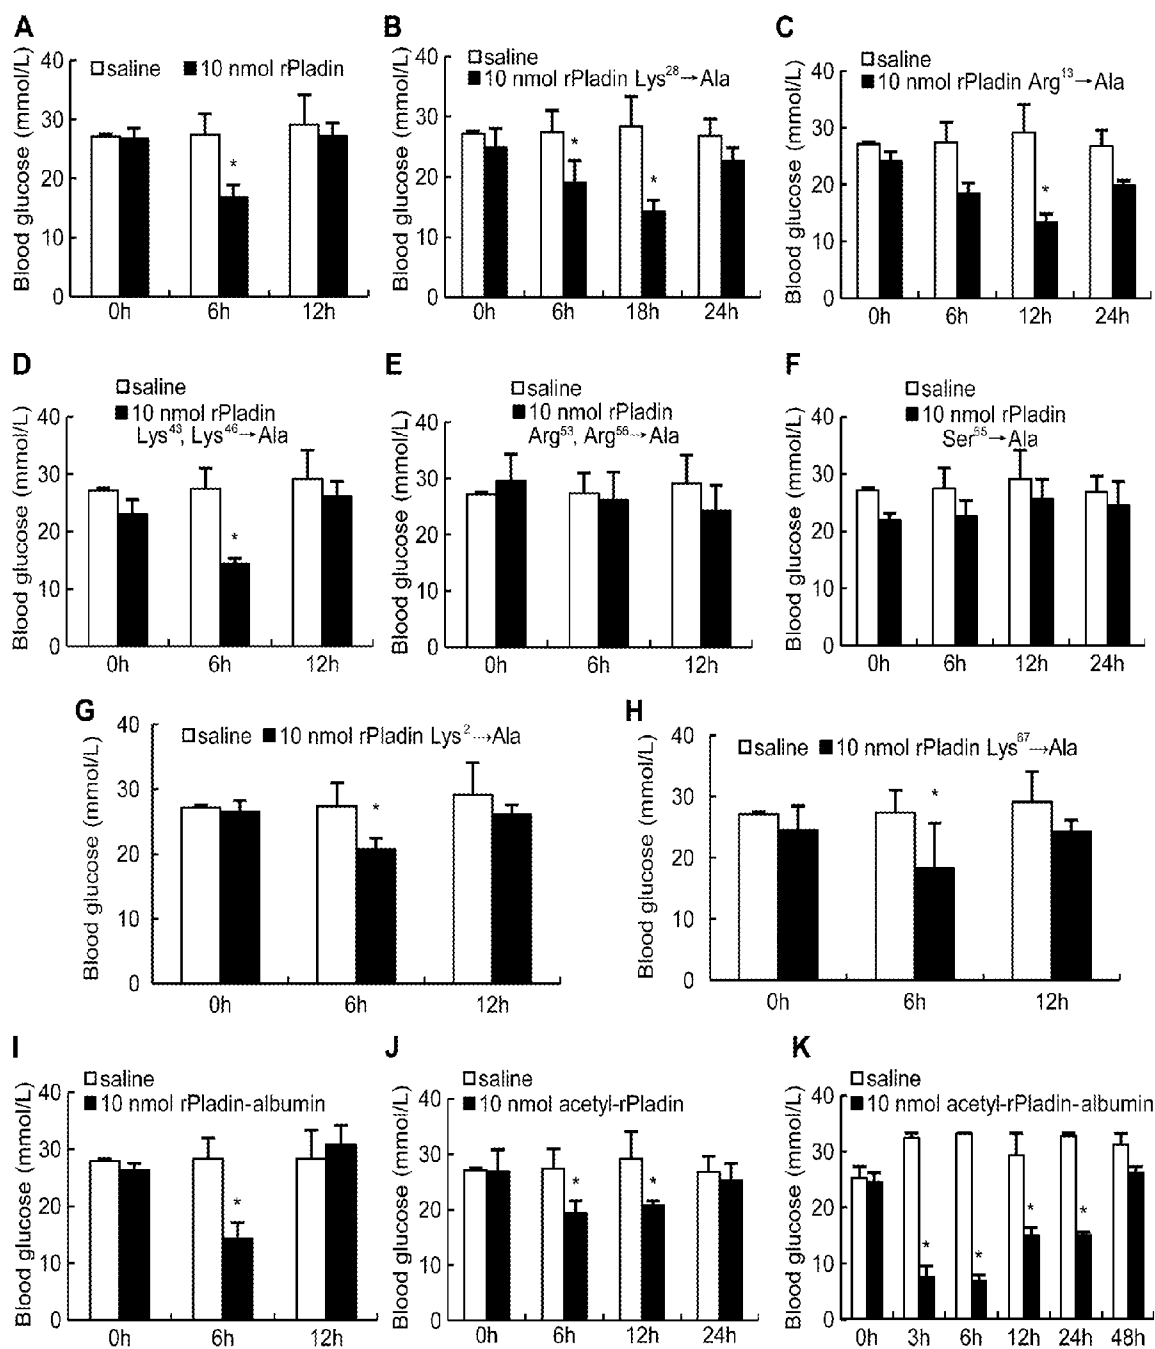 A
Blood glucose (mmol/L)
saline 10 nmol rPladin
40
30
20
10
0
*
0h 6h 12h
B
Blood glucose (mmol/L)
saline
10 nmol rPladin Lys²⁸→Ala
40
30
20
10
0
* *
0h 6h 18h 24h
C
Blood glucose (mmol/L)
saline
10 nmol rPladin Arg¹³→Ala
40
30
20
10
0
*
0h 6h 12h 24h
D
Blood glucose (mmol/L)
saline
10 nmol rPladin
Lys⁴³, Lys⁴⁶→Ala
40
30
20
10
0
*
0h 6h 12h
E
Blood glucose (mmol/L)
saline
10 nmol rPladin
Arg⁵³, Arg⁵⁶→Ala
40
30
20
10
0
0h 6h 12h
F
Blood glucose (mmol/L)
saline
10 nmol rPladin
Ser⁵⁵→Ala
40
30
20
10
0
0h 6h 12h 24h
G
Blood glucose (mmol/L)
saline 10 nmol rPladin Lys²→Ala
40
30
20
10
0
*
0h 6h 12h
H
Blood glucose (mmol/L)
saline 10 nmol rPladin Lys⁶⁷→Ala
40
30
20
10
0
*
0h 6h 12h
I
Blood glucose (mmol/L)
saline
10 nmol rPladin-albumin
40
30
20
10
0
*
0h 6h 12h
J
Blood glucose (mmol/L)
saline
10 nmol acetyl-rPladin
40
30
20
10
0
* *
0h 6h 12h 24h
K
Blood glucose (mmol/L)
saline
10 nmol acetyl-rPladin-albumin
40
30
20
10
0
* * * *
0h 3h 6h 12h 24h 48h